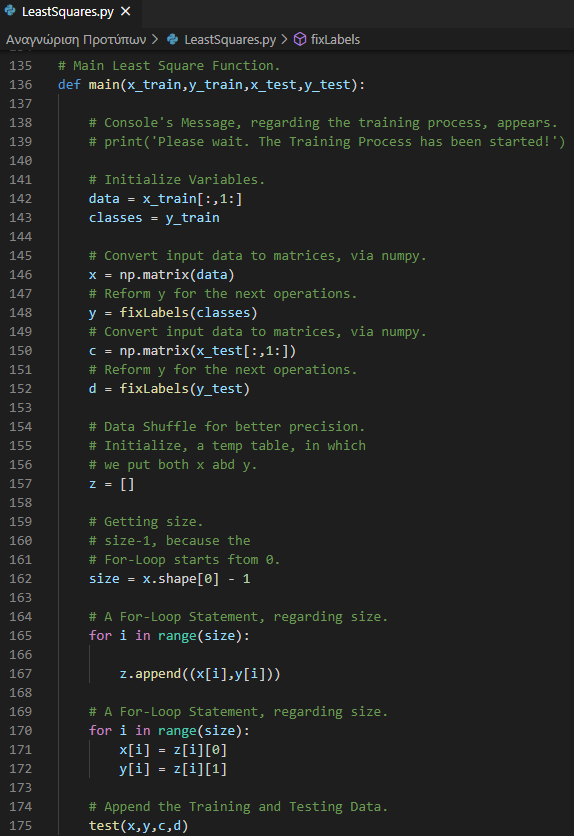 LeastSquares.py ×
Αναγνώριση Προτύπων > LeastSquares.py > fixLabels
135 # Main Least Square Function.
136 def main(x_train,y_train,x_test,y_test):
137
138 # Console's Message, regarding the training process, appears.
139 # print('Please wait. The Training Process has been started!')
140
141 # Initialize Variables.
142 data = x_train[:,1:]
143 classes = y_train
144
145 # Convert input data to matrices, via numpy.
146 x = np.matrix(data)
147 # Reform y for the next operations.
148 y = fixLabels(classes)
149 # Convert input data to matrices, via numpy.
150 c = np.matrix(x_test[:,1:])
151 # Reform y for the next operations.
152 d = fixLabels(y_test)
153
154 # Data Shuffle for better precision.
155 # Initialize, a temp table, in which
156 # we put both x abd y.
157 z = []
158
159 # Getting size.
160 # size-1, because the
161 # For-Loop starts ftom 0.
162 size = x.shape[0] - 1
163
164 # A For-Loop Statement, regarding size.
165 for i in range(size):
166
167 z.append((x[i],y[i]))
168
169 # A For-Loop Statement, regarding size.
170 for i in range(size):
171 x[i] = z[i][0]
172 y[i] = z[i][1]
173
174 # Append the Training and Testing Data.
175 test(x,y,c,d)